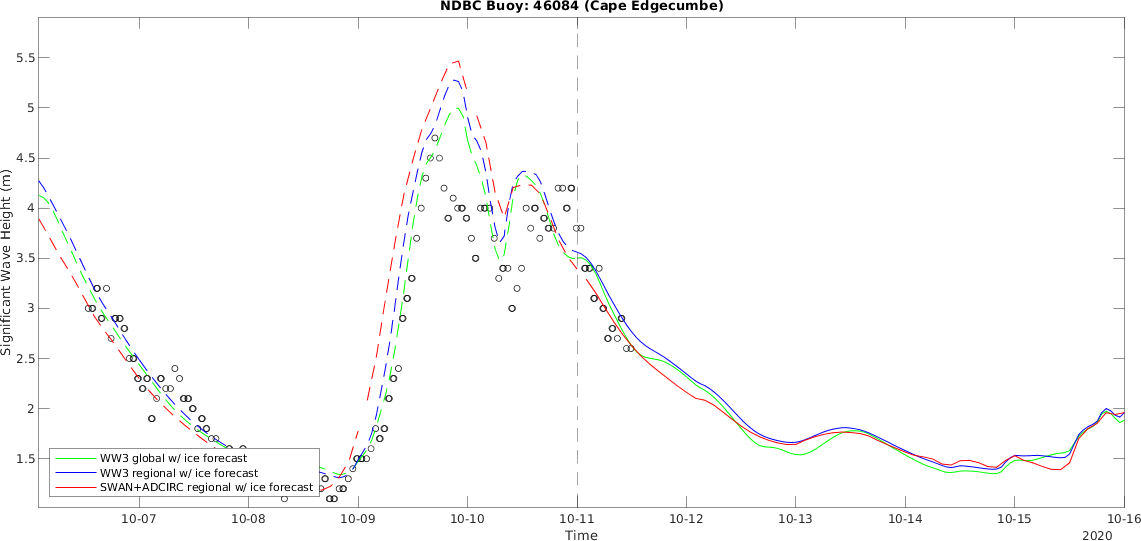 NDBC Buoy: 46084 (Cape Edgecumbe)
Significant Wave Height (m)
5.5
5
4.5
4
3.5
3
2.5
2
1.5
WW3 global w/ ice forecast
WW3 regional w/ ice forecast
SWAN+ADCIRC regional w/ ice forecast
10-07 10-08 10-09 10-10 10-11 10-12 10-13 10-14 10-15 10-16
Time
2020